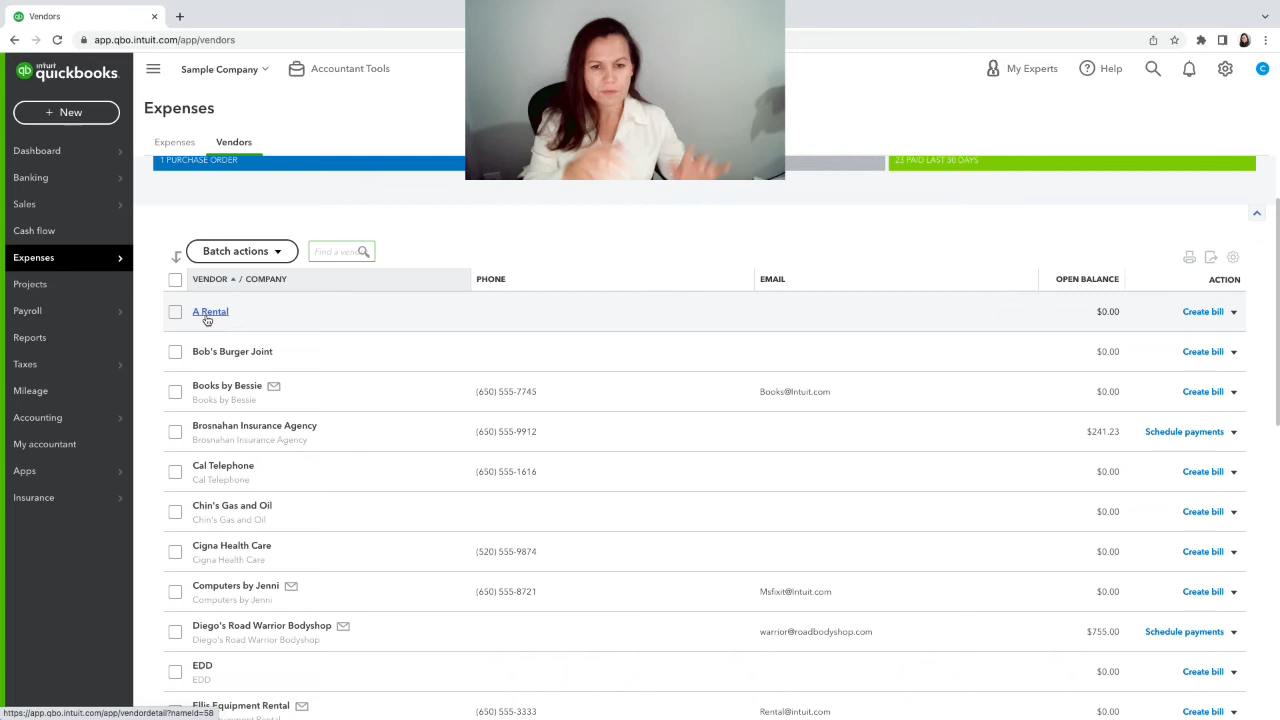 Vendors
app.qbo.intuit.com/app/vendors
intuit
quickbooks.
Sample Company
Accountant Tools
My Experts
Help
C
+ New
Expenses
Expenses
Vendors
Dashboard
Banking
Sales
Cash flow
Expenses
Projects
Payroll
Reports
Taxes
Mileage
Accounting
My accountant
Apps
Insurance
1 PURCHASE ORDER
23 PAID LAST 30 DAYS
Batch actions
VENDOR / COMPANY PHONE EMAIL OPEN BALANCE ACTION
A Rental $0.00 Create bill
Bob's Burger Joint $0.00 Create bill
Books by Bessie
Books by Bessie (650) 555-7745 Books@Intuit.com $0.00 Create bill
Brosnahan Insurance Agency
Brosnahan Insurance Agency (650) 555-9912 $241.23 Schedule payments
Cal Telephone
Cal Telephone (650) 555-1616 $0.00 Create bill
Chin's Gas and Oil
Chin's Gas and Oil $0.00 Create bill
Cigna Health Care
Cigna Health Care (520) 555-9874 $0.00 Create bill
Computers by Jenni
Computers by Jenni (650) 555-8721 Msfixit@Intuit.com $0.00 Create bill
Diego's Road Warrior Bodyshop
Diego's Road Warrior Bodyshop warrior@roadbodyshop.com $755.00 Schedule payments
EDD
EDD $0.00 Create bill
Ellis Equipment Rental
(650) 555-3333 Rental@intuit.com $0.00 Create bill
https://app.qbo.intuit.com/app/vendordetail?nameId=58